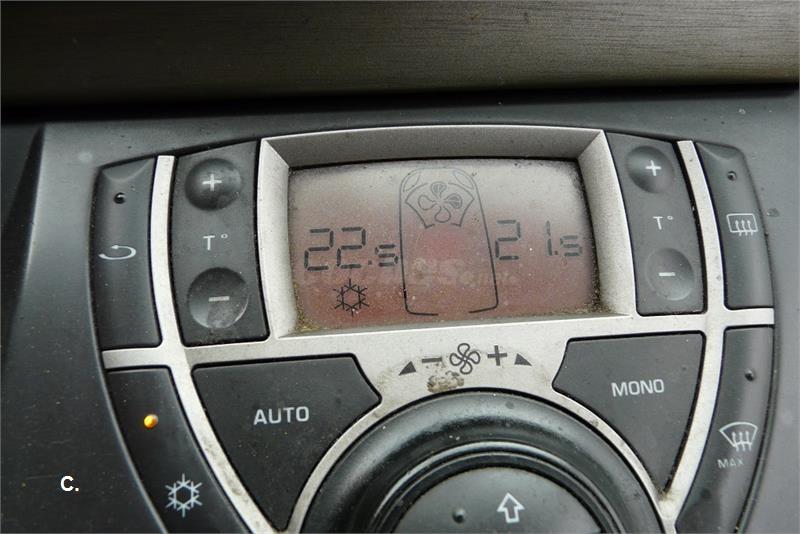 +
T°
−
22.5
21.5
+
T°
−
− +
AUTO
MONO
MAX
C.